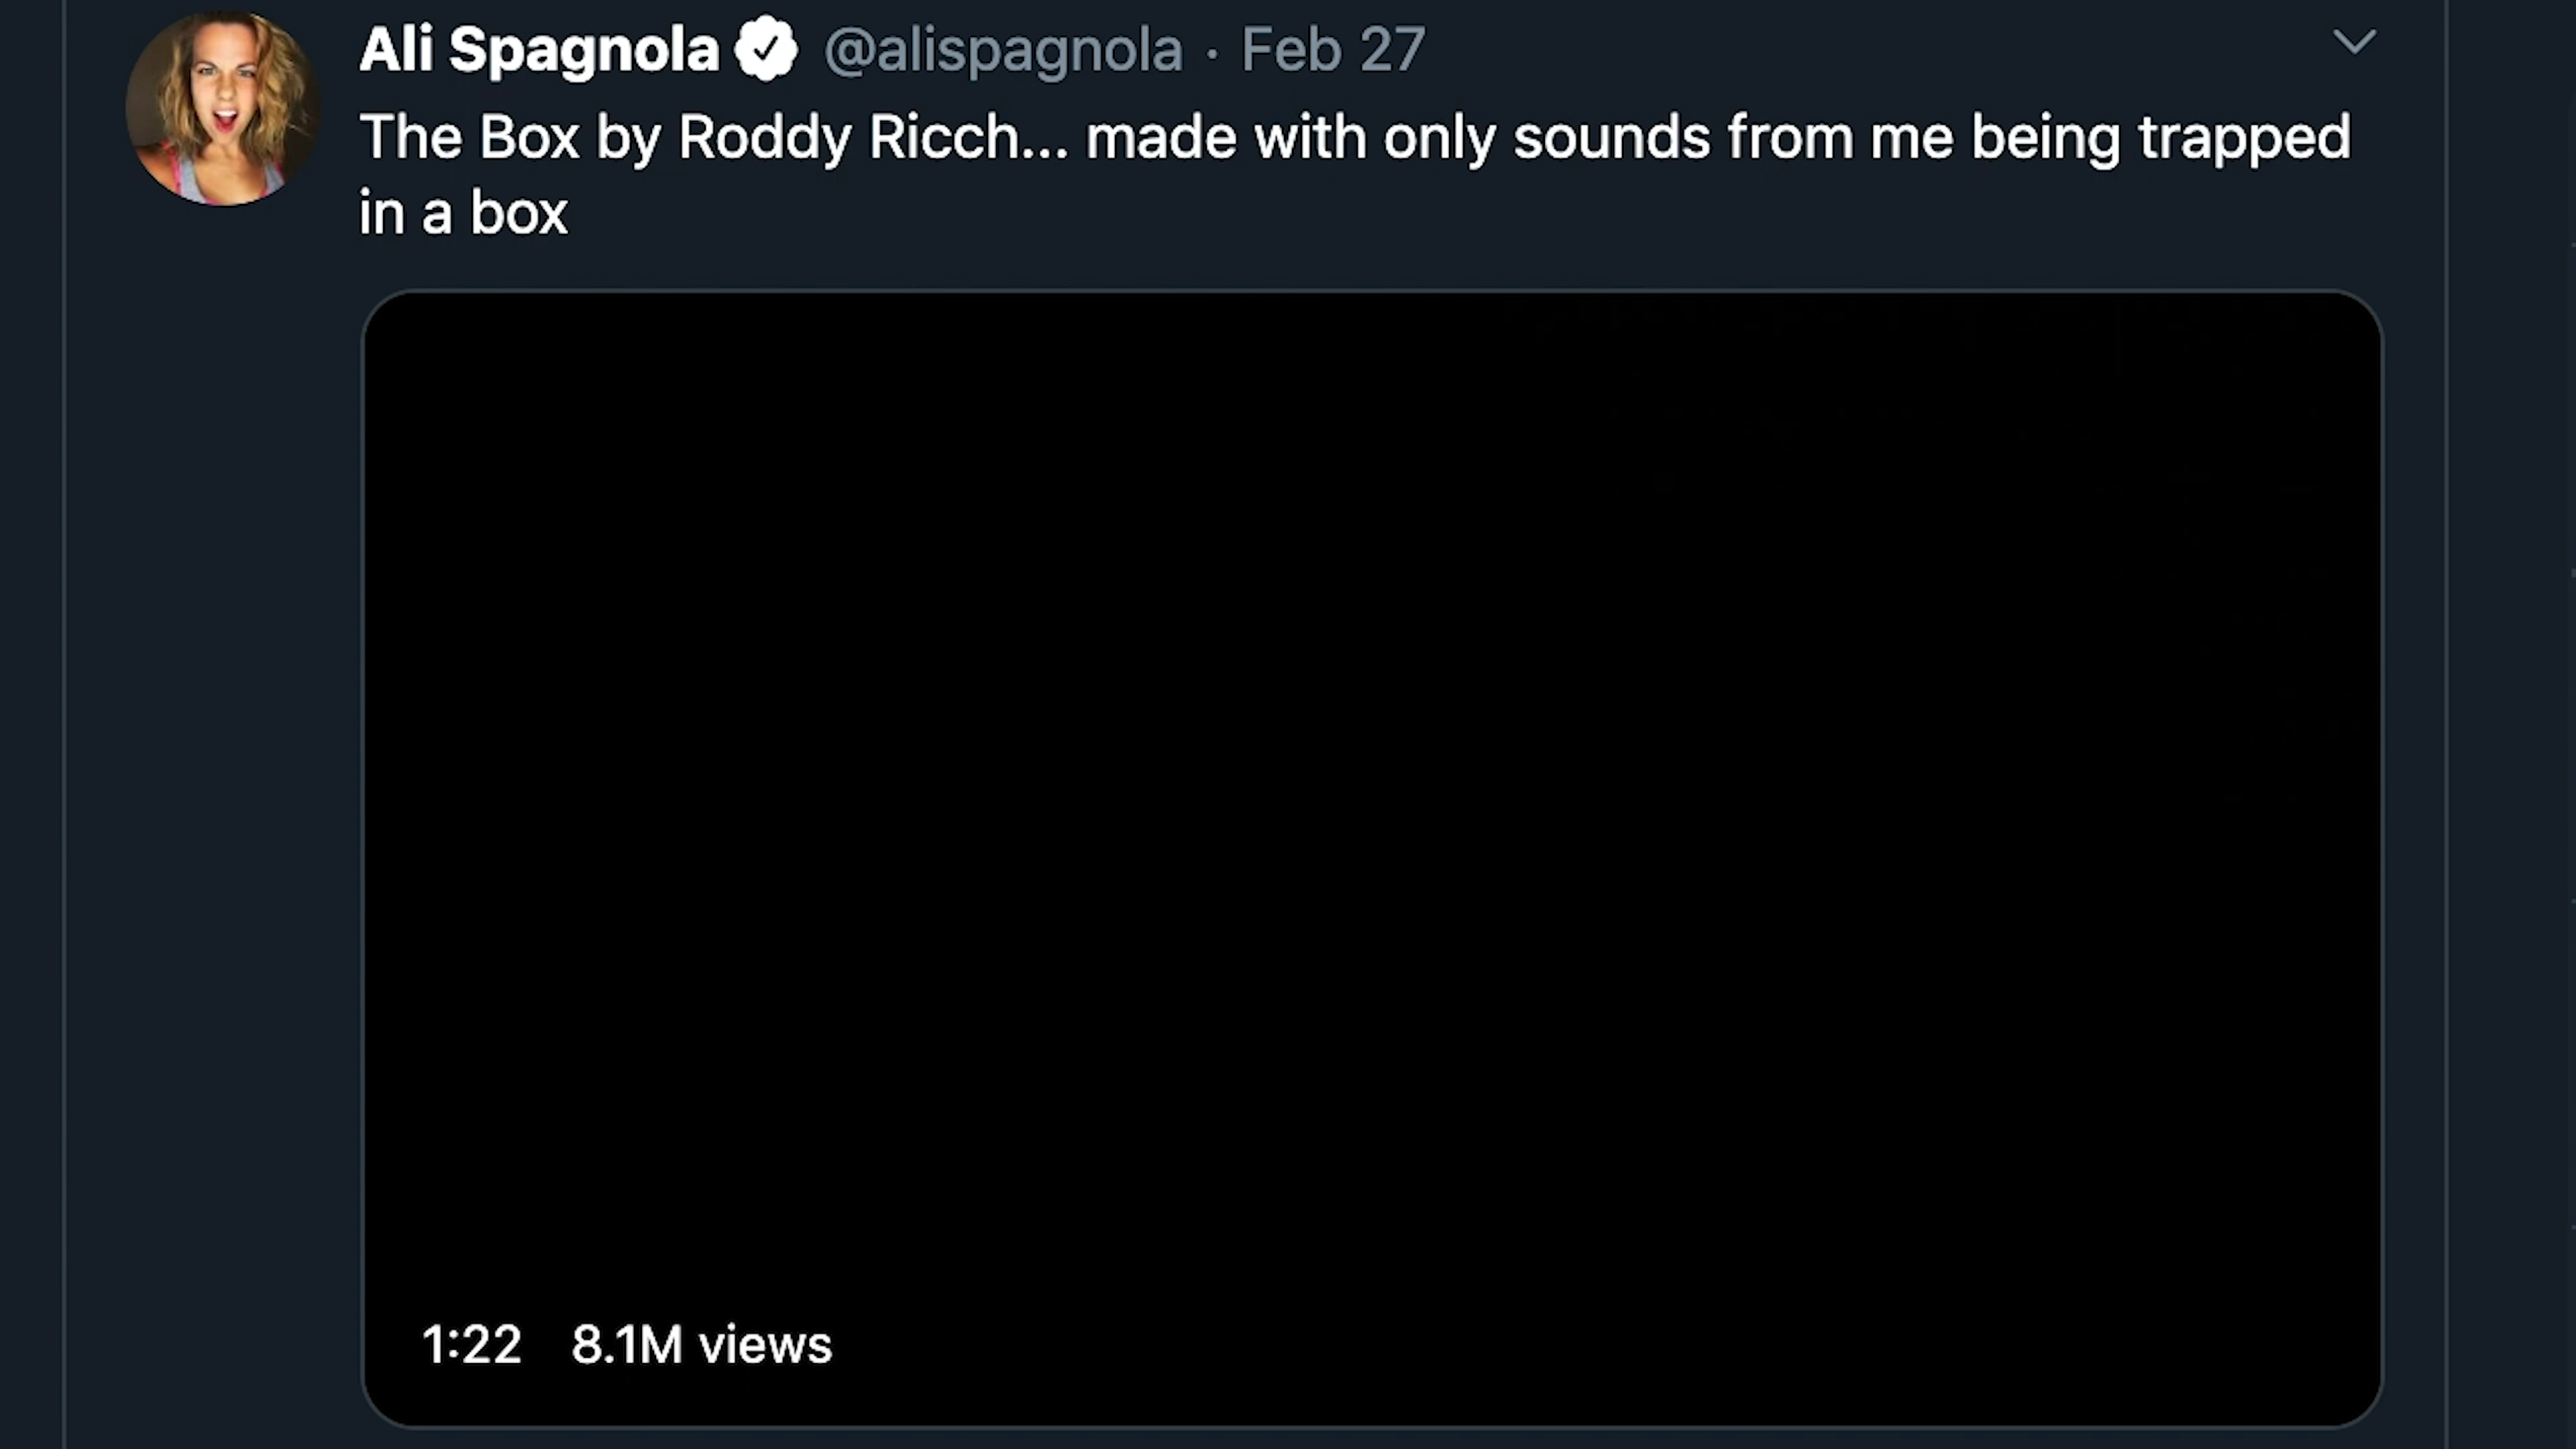 Ali Spagnola @alispagnola · Feb 27
The Box by Roddy Ricch... made with only sounds from me being trapped
in a box
1:22 8.1M views